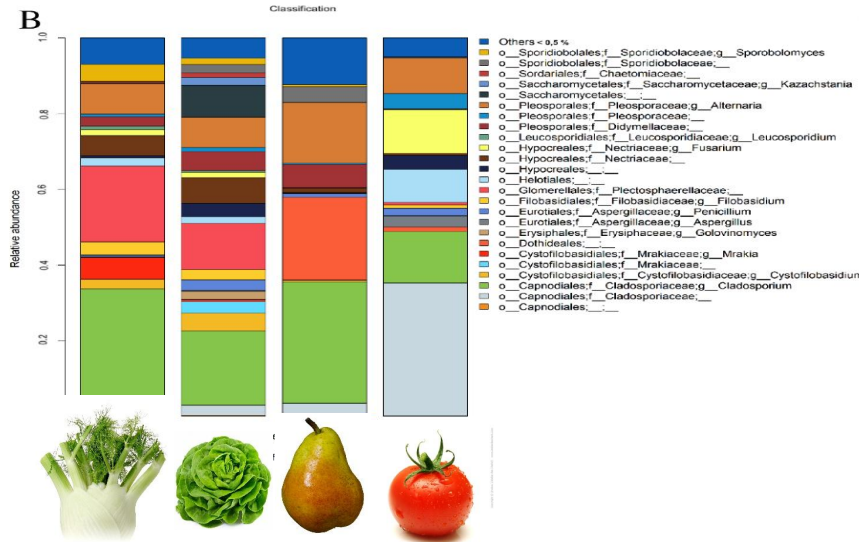 Classification
B
1.0
0.8
0.6
0.4
0.2
Relative abundance
Others < 0,5 %
o__Sporidiobolales;f__Sporidiobolaceae;g__Sporobolomyces
o__Sporidiobolales;f__Sporidiobolaceae;__
o__Sordariales;f__Chaetomiaceae;__
o__Saccharomycetales;f__Saccharomycetaceae;g__Kazachstania
o__Saccharomycetales;__;__
o__Pleosporales;f__Pleosporaceae;g__Alternaria
o__Pleosporales;f__Pleosporaceae;__
o__Pleosporales;f__Didymellaceae;__
o__Leucosporidiales;f__Leucosporidiaceae;g__Leucosporidium
o__Hypocreales;f__Nectriaceae;g__Fusarium
o__Hypocreales;f__Nectriaceae;__
o__Hypocreales;__;__
o__Helotiales;__;__
o__Glomerellales;f__Plectosphaerellaceae;__
o__Filobasidiales;f__Filobasidiaceae;g__Filobasidium
o__Eurotiales;f__Aspergillaceae;g__Penicillium
o__Eurotiales;f__Aspergillaceae;g__Aspergillus
o__Erysiphales;f__Erysiphaceae;g__Golovinomyces
o__Dothideales;__;__
o__Cystofilobasidiales;f__Mrakiaceae;g__Mrakia
o__Cystofilobasidiales;f__Mrakiaceae;__
o__Cystofilobasidiales;f__Cystofilobasidiaceae;g__Cystofilobasidiun
o__Capnodiales;f__Cladosporiaceae;g__Cladosporium
o__Capnodiales;f__Cladosporiaceae;__
o__Capnodiales;__;__